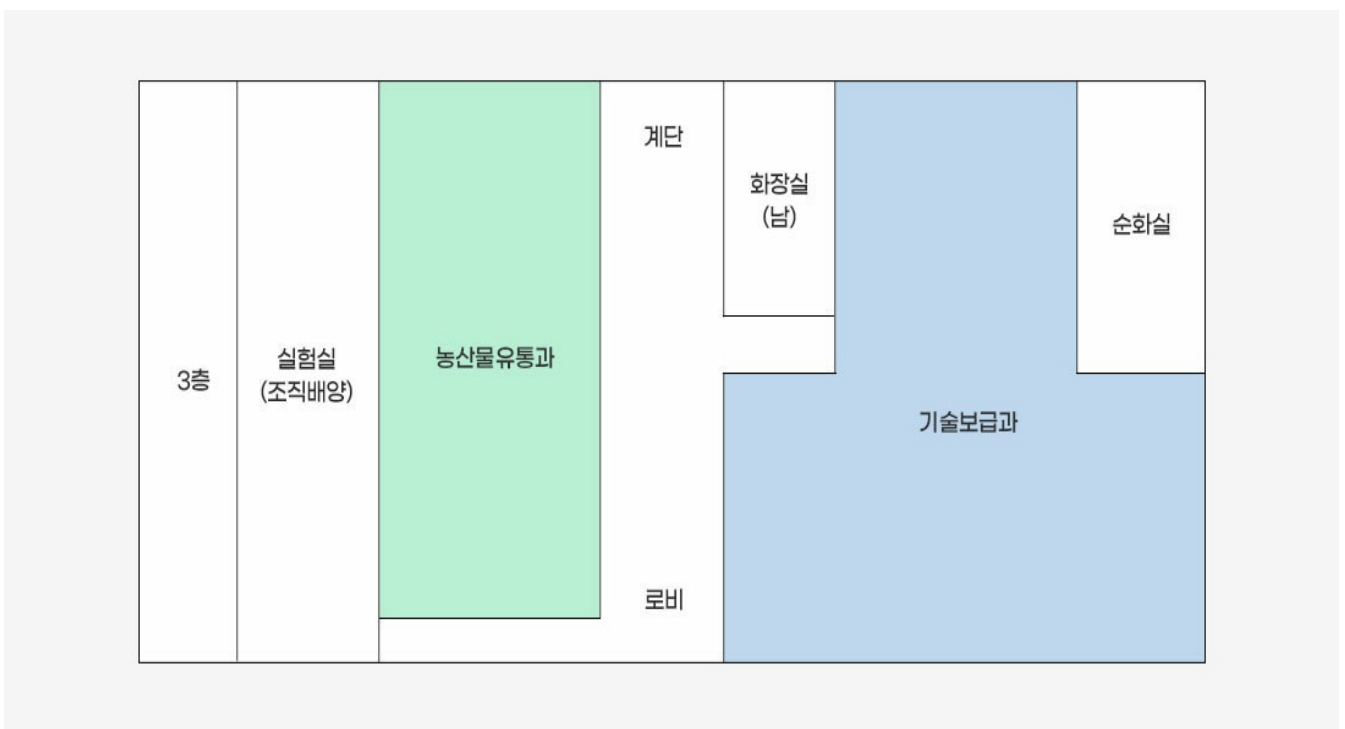 3층
실험실
(조직배양)
농산물유통과
계단
로비
화장실
(남)
기술보급과
순화실